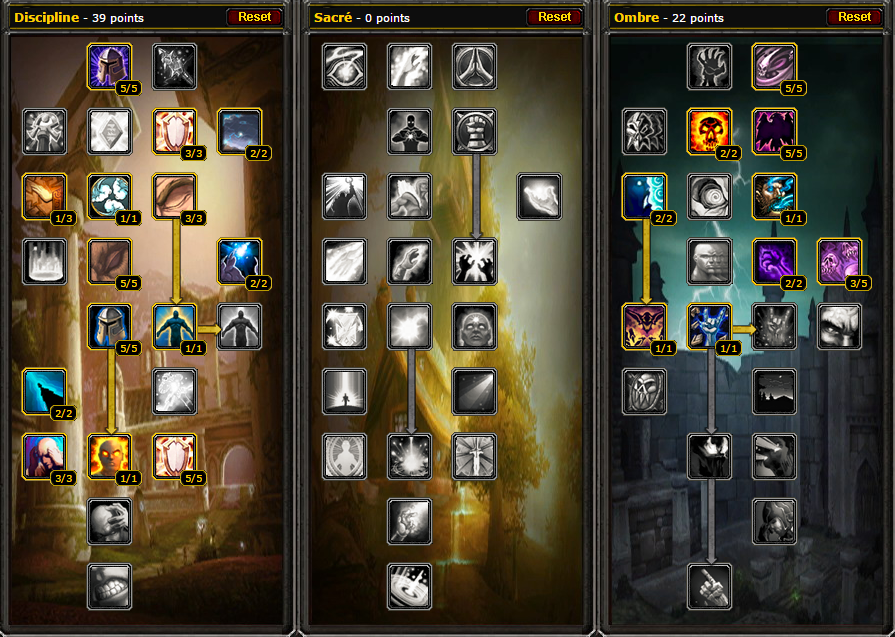 Discipline - 39 points Reset
Sacré - 0 points Reset
Ombre - 22 points Reset
5/5
3/3 2/2
1/3 1/1 3/3
5/5 2/2
5/5 1/1
2/2
3/3 1/1 5/5
5/5
2/2 5/5
2/2 1/1
2/2 3/5
1/1 1/1